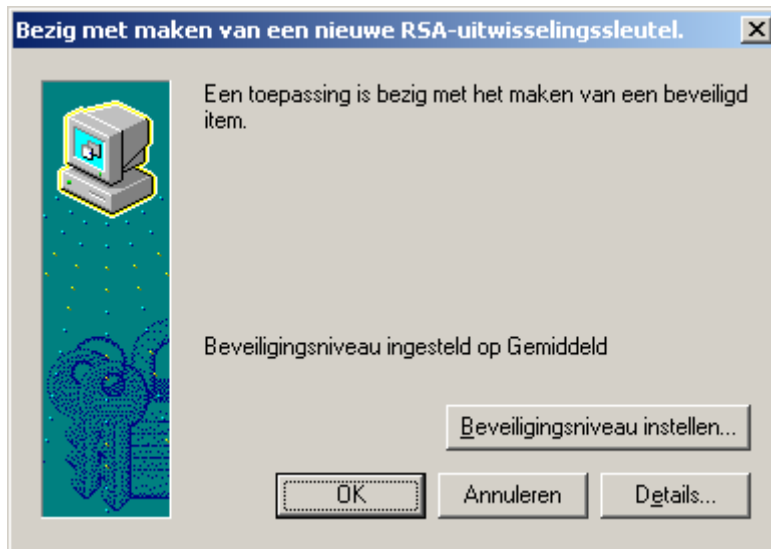 Bezig met maken van een nieuwe RSA-uitwisselingssleutel.
Een toepassing is bezig met het maken van een beveiligd
item.
Beveiligingsniveau ingesteld op Gemiddeld
Beveiligingsniveau instellen...
OK
Annuleren
Details...